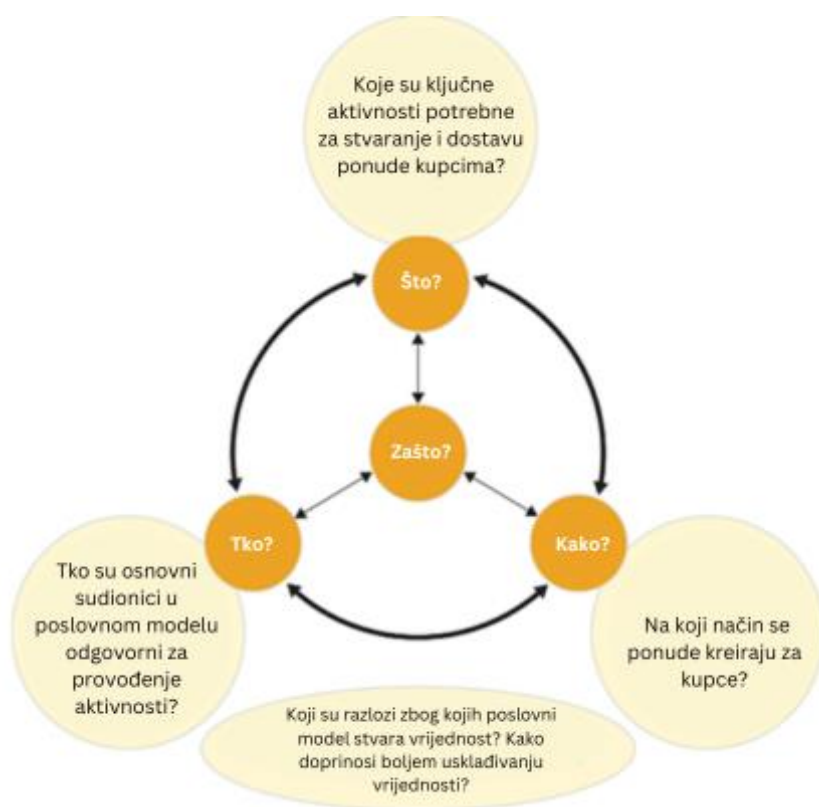 Koje su ključne
aktivnosti potrebne
za stvaranje i dostavu
ponude kupcima?
Što?
Zašto?
Tko?
Kako?
Tko su osnovni
sudionici u
poslovnom modelu
odgovorni za
provođenje
aktivnosti?
Na koji način se
ponude kreiraju za
kupce?
Koji su razlozi zbog kojih poslovni
model stvara vrijednost? Kako
doprinosi boljem usklađivanju
vrijednosti?